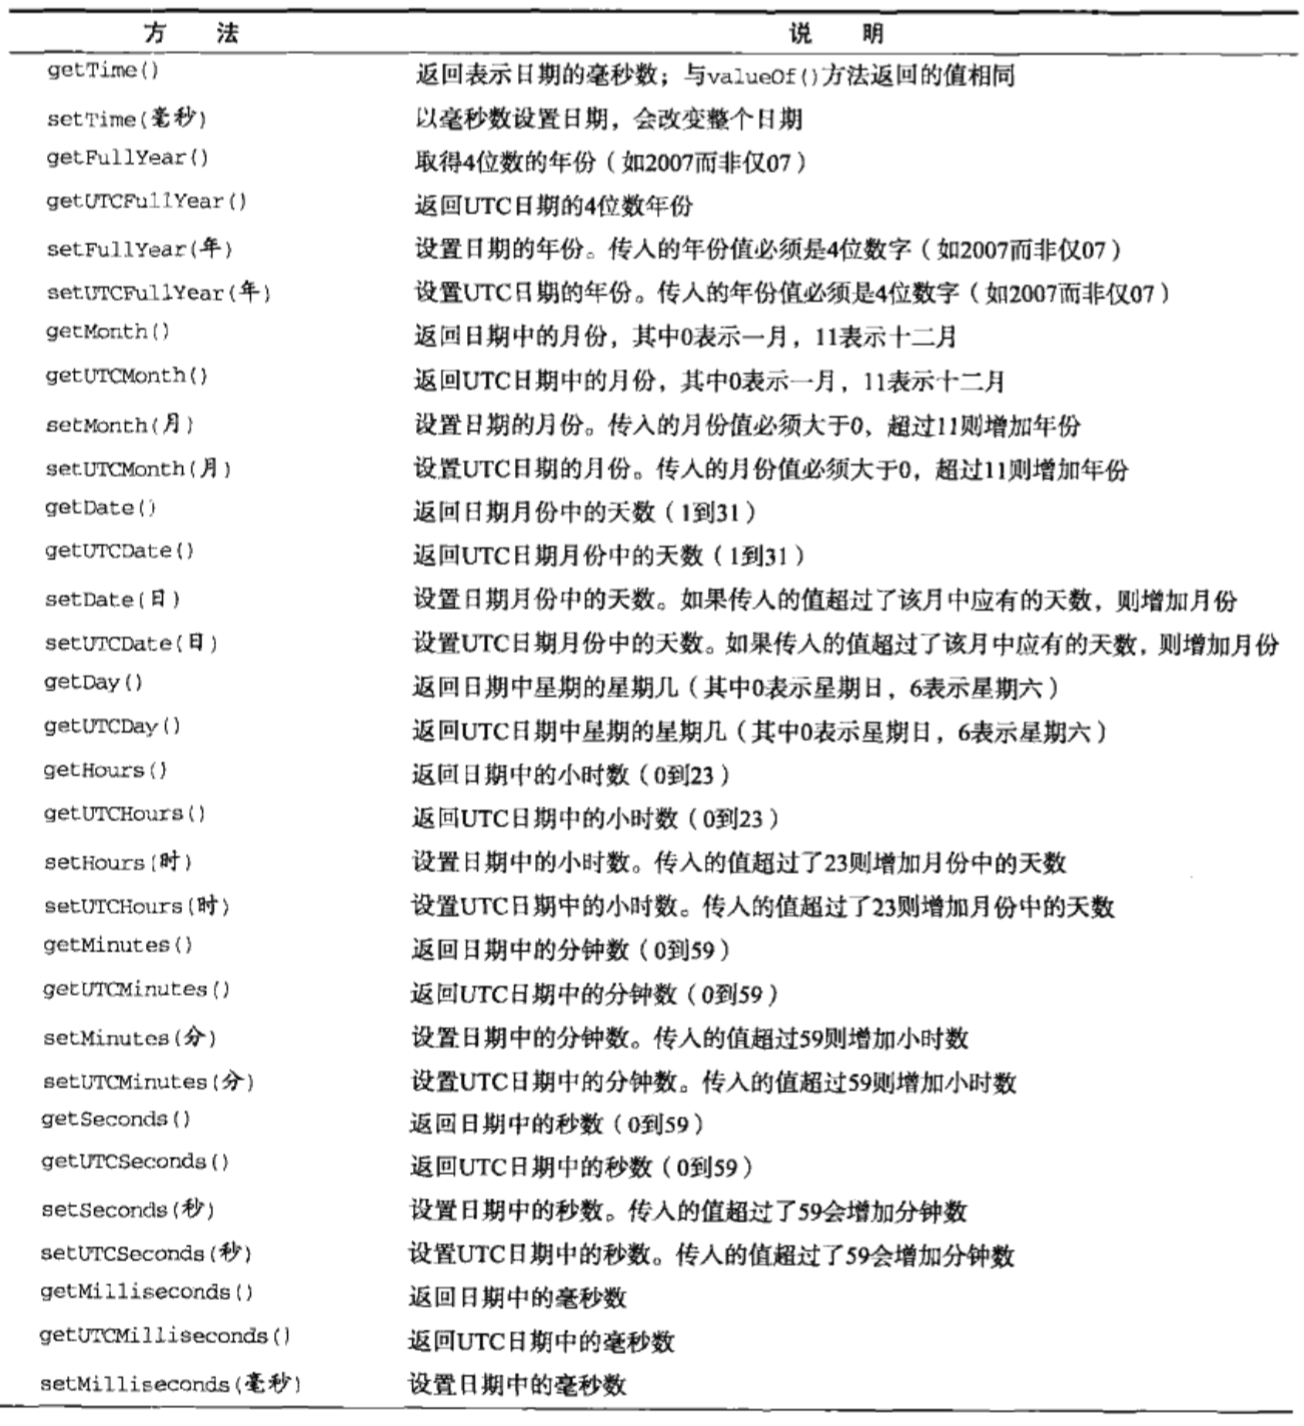 方 法 说 明
getTime() 返回表示日期的毫秒数；与valueOf()方法返回的值相同
setTime(毫秒) 以毫秒数设置日期，会改变整个日期
getFullYear() 取得4位数的年份（如2007而非仅07）
getUTCFullYear() 返回UTC日期的4位数年份
setFullYear(年) 设置日期的年份。传入的年份值必须是4位数字（如2007而非仅07）
setUTCFullYear(年) 设置UTC日期的年份。传入的年份值必须是4位数字（如2007而非仅07）
getMonth() 返回日期中的月份，其中0表示一月，11表示十二月
getUTCMonth() 返回UTC日期中的月份，其中0表示一月，11表示十二月
setMonth(月) 设置日期的月份。传入的月份值必须大于0，超过11则增加年份
setUTCMonth(月) 设置UTC日期的月份。传入的月份值必须大于0，超过11则增加年份
getDate() 返回日期月份中的天数（1到31）
getUTCDate() 返回UTC日期月份中的天数（1到31）
setDate(日) 设置日期月份中的天数。如果传入的值超过了该月中应有的天数，则增加月份
setUTCDate(日) 设置UTC日期月份中的天数。如果传入的值超过了该月中应有的天数，则增加月份
getDay() 返回日期中星期的星期几（其中0表示星期日，6表示星期六）
getUTCDay() 返回UTC日期中星期的星期几（其中0表示星期日，6表示星期六）
getHours() 返回日期中的小时数（0到23）
getUTCHours() 返回UTC日期中的小时数（0到23）
setHours(时) 设置日期中的小时数。传入的值超过了23则增加月份中的天数
setUTCHours(时) 设置UTC日期中的小时数。传入的值超过了23则增加月份中的天数
getMinutes() 返回日期中的分钟数（0到59）
getUTCMinutes() 返回UTC日期中的分钟数（0到59）
setMinutes(分) 设置日期中的分钟数。传入的值超过59则增加小时数
setUTCMinutes(分) 设置UTC日期中的分钟数。传入的值超过59则增加小时数
getSeconds() 返回日期中的秒数（0到59）
getUTCSeconds() 返回UTC日期中的秒数（0到59）
setSeconds(秒) 设置日期中的秒数。传入的值超过了59会增加分钟数
setUTCSeconds(秒) 设置UTC日期中的秒数。传入的值超过了59会增加分钟数
getMilliseconds() 返回日期中的毫秒数
getUTCMilliseconds() 返回UTC日期中的毫秒数
setMilliseconds(毫秒) 设置日期中的毫秒数